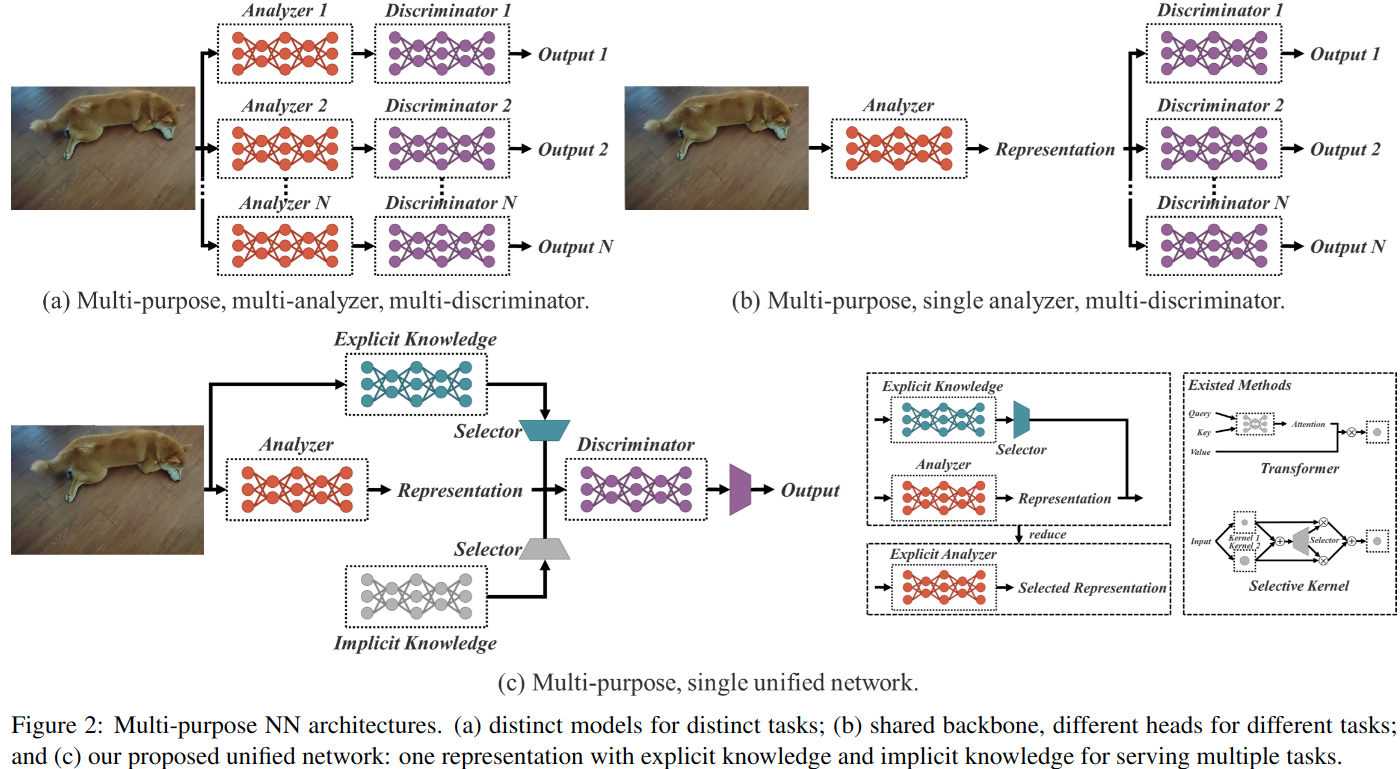 Analyzer 1
Discriminator 1
Output 1
Analyzer 2
Discriminator 2
Output 2
Analyzer N
Discriminator N
Output N
(a) Multi-purpose, multi-analyzer, multi-discriminator.
Analyzer
Representation
Discriminator 1
Output 1
Discriminator 2
Output 2
Discriminator N
Output N
(b) Multi-purpose, single analyzer, multi-discriminator.
Explicit Knowledge
Selector
Analyzer
Representation
Discriminator
Output
Selector
Implicit Knowledge
Explicit Knowledge
Selector
Analyzer
Representation
reduce
Explicit Analyzer
Selected Representation
Existed Methods
Query
Key
Value
Attention
Transformer
Input
Kernel 1
Kernel 2
Selector
Selective Kernel
(c) Multi-purpose, single unified network.
Figure 2: Multi-purpose NN architectures. (a) distinct models for distinct tasks; (b) shared backbone, different heads for different tasks;
and (c) our proposed unified network: one representation with explicit knowledge and implicit knowledge for serving multiple tasks.